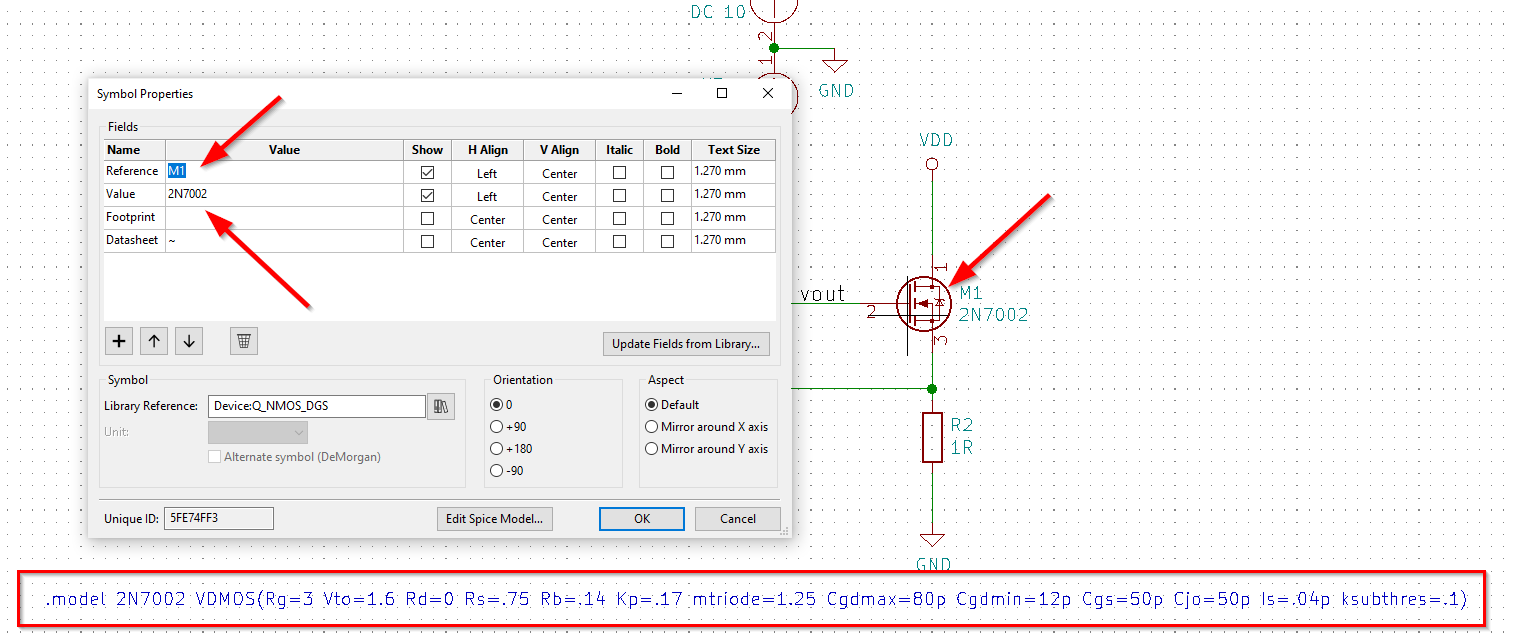 DC 10
2
1
GND
Symbol Properties
Fields
Name Value Show H Align V Align Italic Bold Text Size
Reference M1 Left Center 1.270 mm
Value 2N7002 Left Center 1.270 mm
Footprint Center Center 1.270 mm
Datasheet ~ Center Center 1.270 mm
Update Fields from Library...
Symbol
Library Reference: Device:Q_NMOS_DGS
Unit:
Alternate symbol (DeMorgan)
Orientation
0
+90
+180
-90
Aspect
Default
Mirror around X axis
Mirror around Y axis
Unique ID: 5FE74FF3
Edit Spice Model...
OK
Cancel
VDD
1
vout
2
M1
2N7002
3
R2
1R
GND
.model 2N7002 VDMOS(Rg=3 Vto=1.6 Rd=0 Rs=.75 Rb=.14 Kp=.17 mtriode=1.25 Cgdmax=80p Cgdmin=12p Cgs=50p Cjo=50p Is=.04p ksubthres=.1)